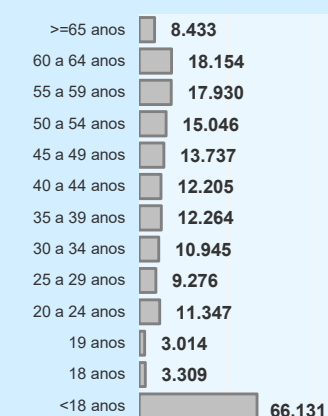 >=65 anos 8.433
60 a 64 anos 18.154
55 a 59 anos 17.930
50 a 54 anos 15.046
45 a 49 anos 13.737
40 a 44 anos 12.205
35 a 39 anos 12.264
30 a 34 anos 10.945
25 a 29 anos 9.276
20 a 24 anos 11.347
19 anos 3.014
18 anos 3.309
<18 anos 66.131